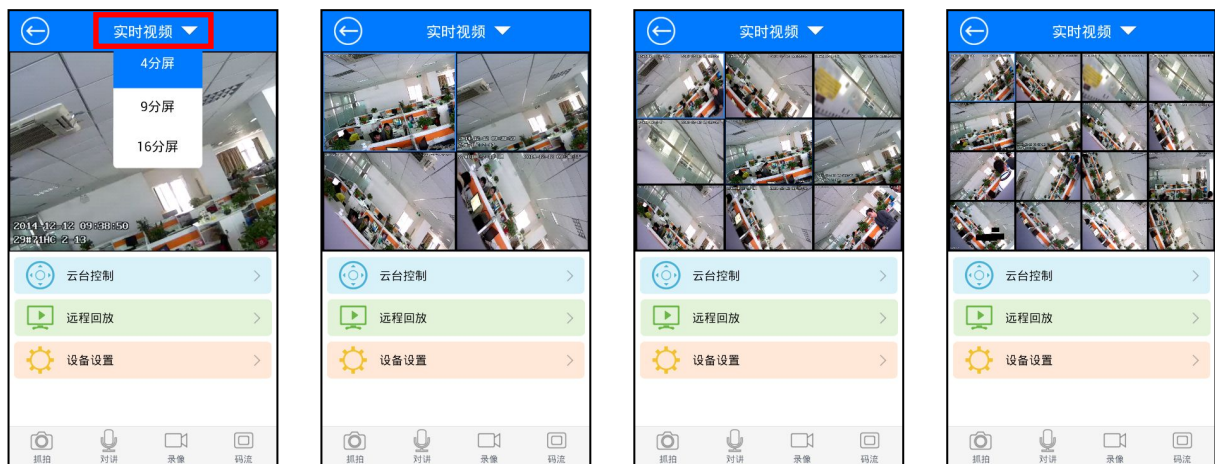 实时视频
4分屏
9分屏
16分屏
2014-12-12 09:38:50
云台控制
远程回放
设备设置
抓拍 对讲 录像 码流
实时视频
云台控制
远程回放
设备设置
抓拍 对讲 录像 码流
实时视频
云台控制
远程回放
设备设置
抓拍 对讲 录像 码流
实时视频
云台控制
远程回放
设备设置
抓拍 对讲 录像 码流